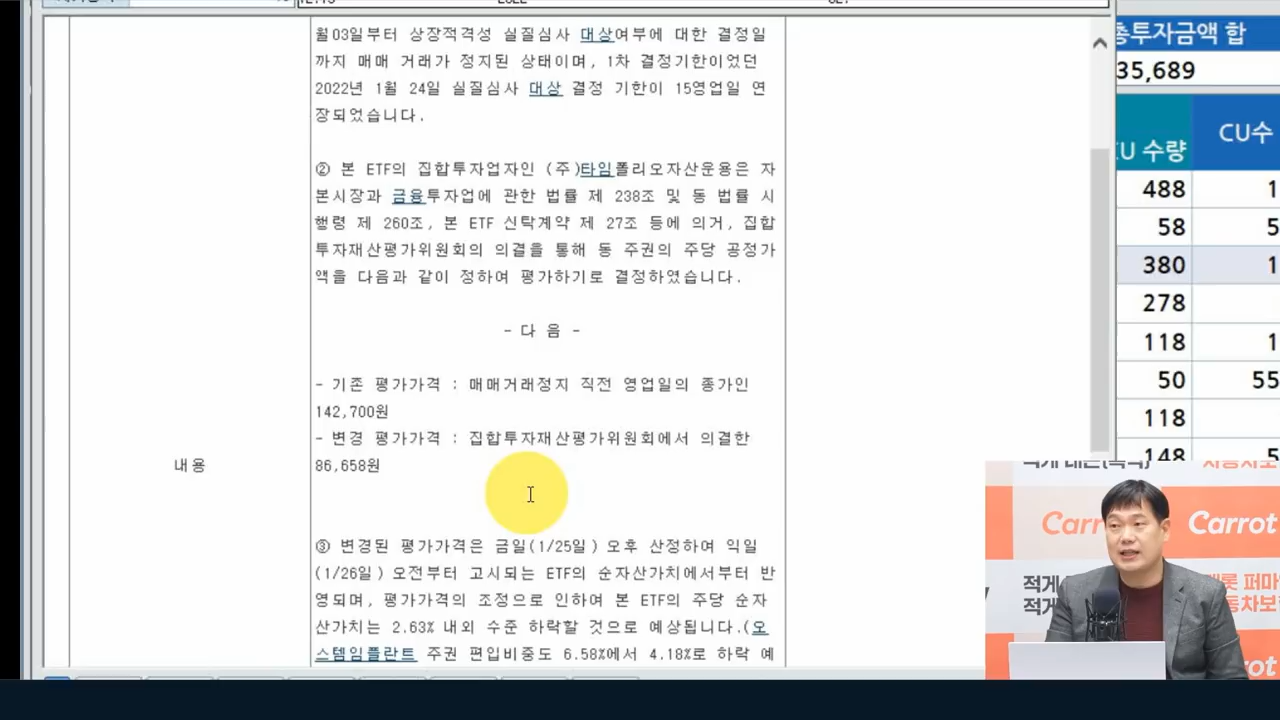 월03일부터 상장적격성 실질심사 대상여부에 대한 결정일
까지 매매 거래가 정지된 상태이며, 1차 결정기한이었던
2022년 1월 24일 실질심사 대상 결정 기한이 15영업일 연
장되었습니다.
② 본 ETF의 집합투자업자인 (주)타임폴리오자산운용은 자
본시장과 금융투자업에 관한 법률 제 238조 및 동 법률 시
행령 제 260조, 본 ETF 신탁계약 제 27조 등에 의거, 집합
투자재산평가위원회의 의결을 통해 동 주권의 주당 공정가
액을 다음과 같이 정하여 평가하기로 결정하였습니다.
- 다 음 -
- 기존 평가가격 : 매매거래정지 직전 영업일의 종가인
142,700원
- 변경 평가가격 : 집합투자재산평가위원회에서 의결한
86,658원
내용
③ 변경된 평가가격은 금일(1/25일) 오후 산정하여 익일
(1/26일) 오전부터 고시되는 ETF의 순자산가치에서부터 반
영되며, 평가가격의 조정으로 인하여 본 ETF의 주당 순자
산가치는 2.63% 내외 수준 하락할 것으로 예상됩니다.(오
스템임플란트 주권 편입비중도 6.58%에서 4.18%로 하락 예
총투자금액 합
35,689
CU 수량 CU수
488 1
58 5
380 1
278
118 1
50 55
118
148 5
Carr Carrot
적게 캐롯 퍼마
적게 동차보
rrot